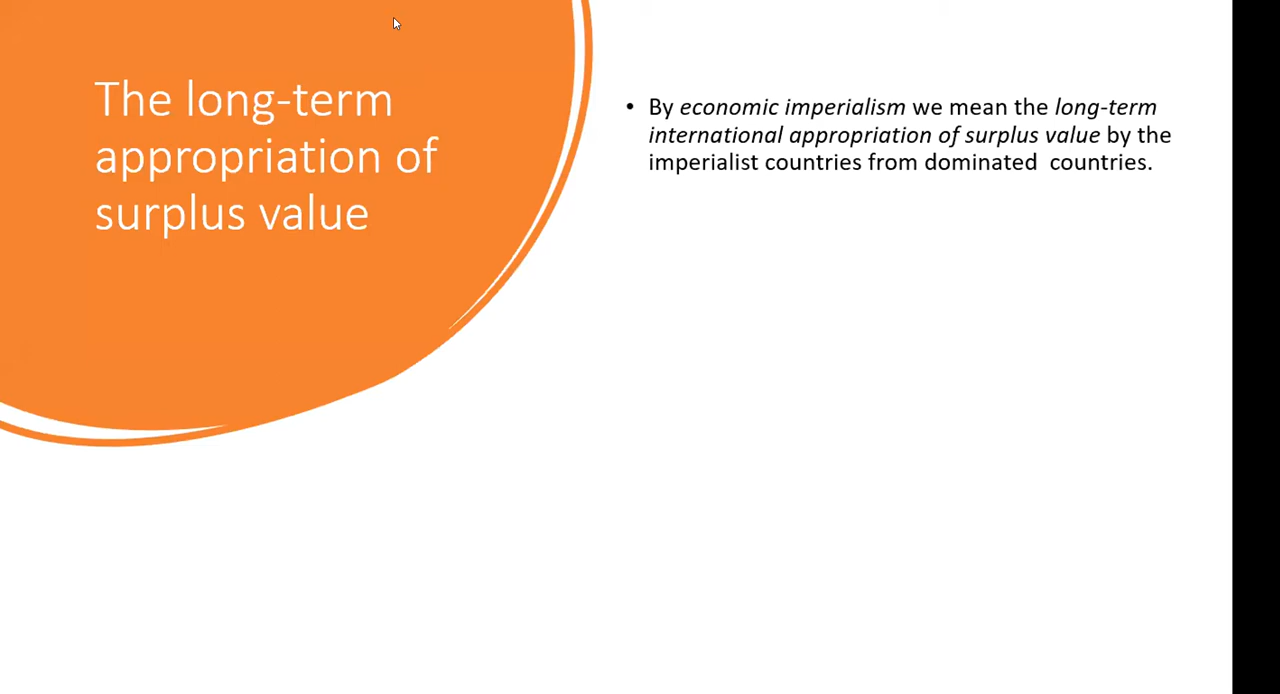 The long-term
appropriation of
surplus value
• By economic imperialism we mean the long-term
international appropriation of surplus value by the
imperialist countries from dominated  countries.